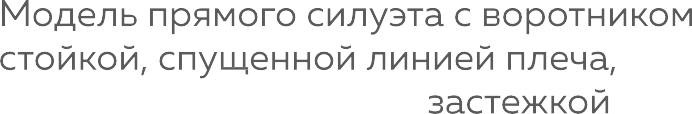 Модель прямого силуэта с воротником
стойкой, спущенной линией плеча,
застежкой